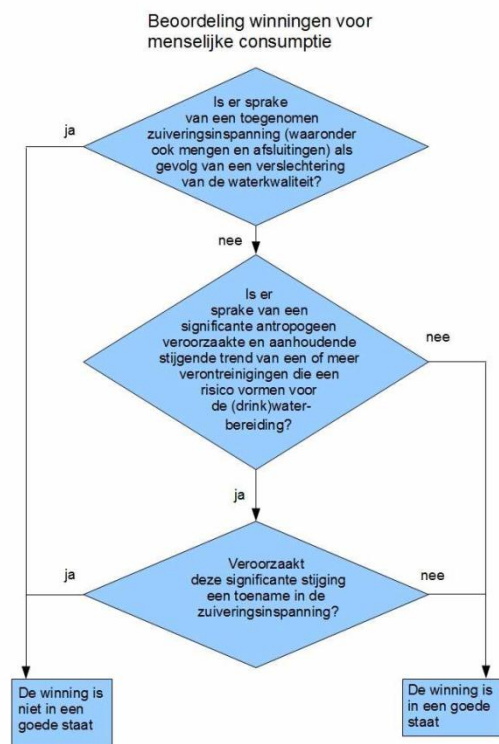 Beoordeling winningen voor
menselijke consumptie
Is er sprake
van een toegenomen
zuiveringsinspanning (waaronder
ook mengen en afsluitingen) als
gevolg van een verslechtering
van de waterkwaliteit?
ja
nee
Is er
sprake van een
significante antropogeen
veroorzaakte en aanhoudende
stijgende trend van een of meer
verontreinigingen die een
risico vormen voor
de (drink)water-
bereiding?
nee
ja
Veroorzaakt
deze significante stijging
een toename in de
zuiveringsinspanning?
ja
nee
De winning is
niet in een
goede staat
De winning is
in een goede
staat